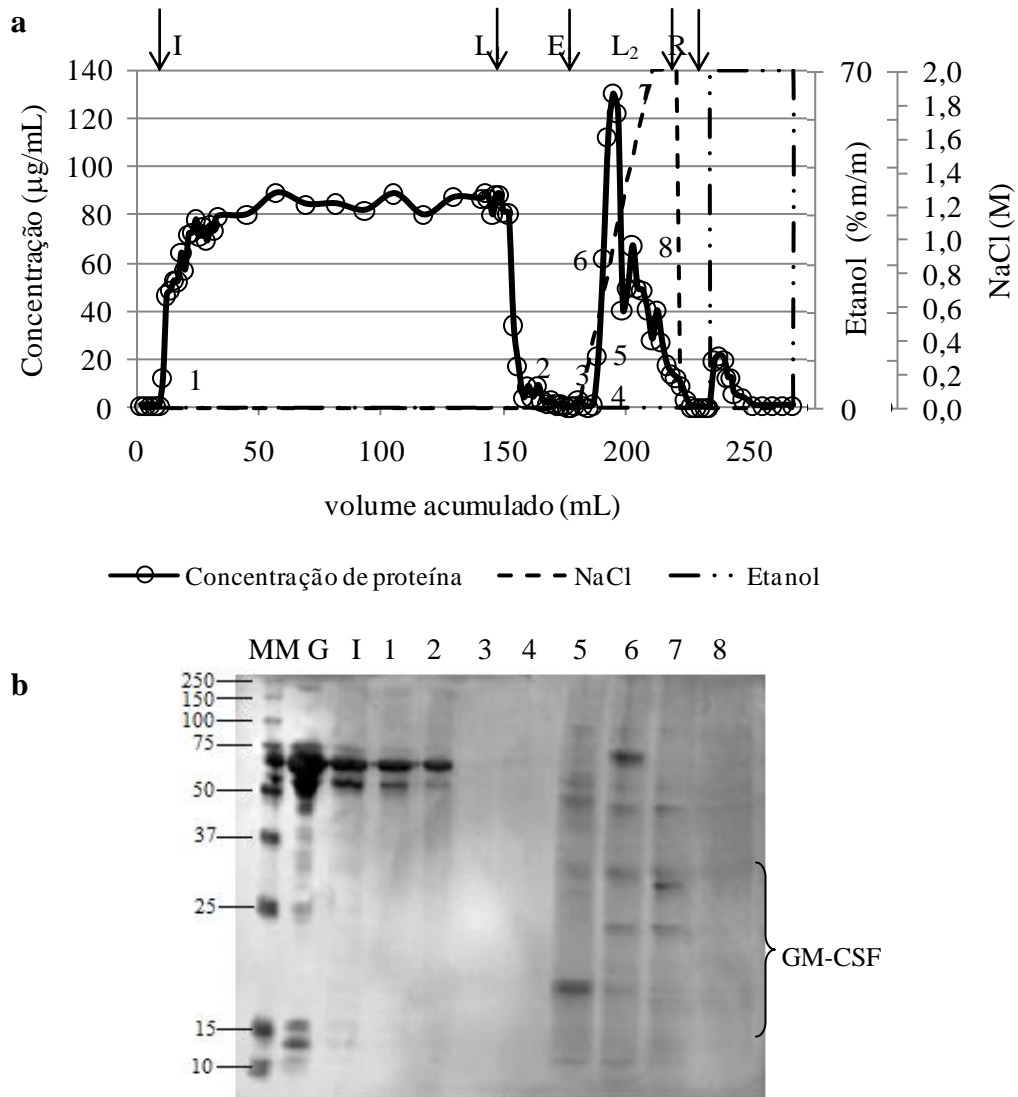 a
I L E L₂ R
140 70 2,0
120 1,8
100 1,6
80 1,4
60 1,2
40 1,0
20 0,8
0 0 0,6
0,4
0,2
0,0
1 2 3 4 5 6 7 8
Concentração (µg/mL)
Etanol (%m/m)
NaCl (M)
0 50 100 150 200 250
volume acumulado (mL)
Concentração de proteína NaCl Etanol
b
MM G I 1 2 3 4 5 6 7 8
250
150
100
75
50
37
25
15
10
GM-CSF